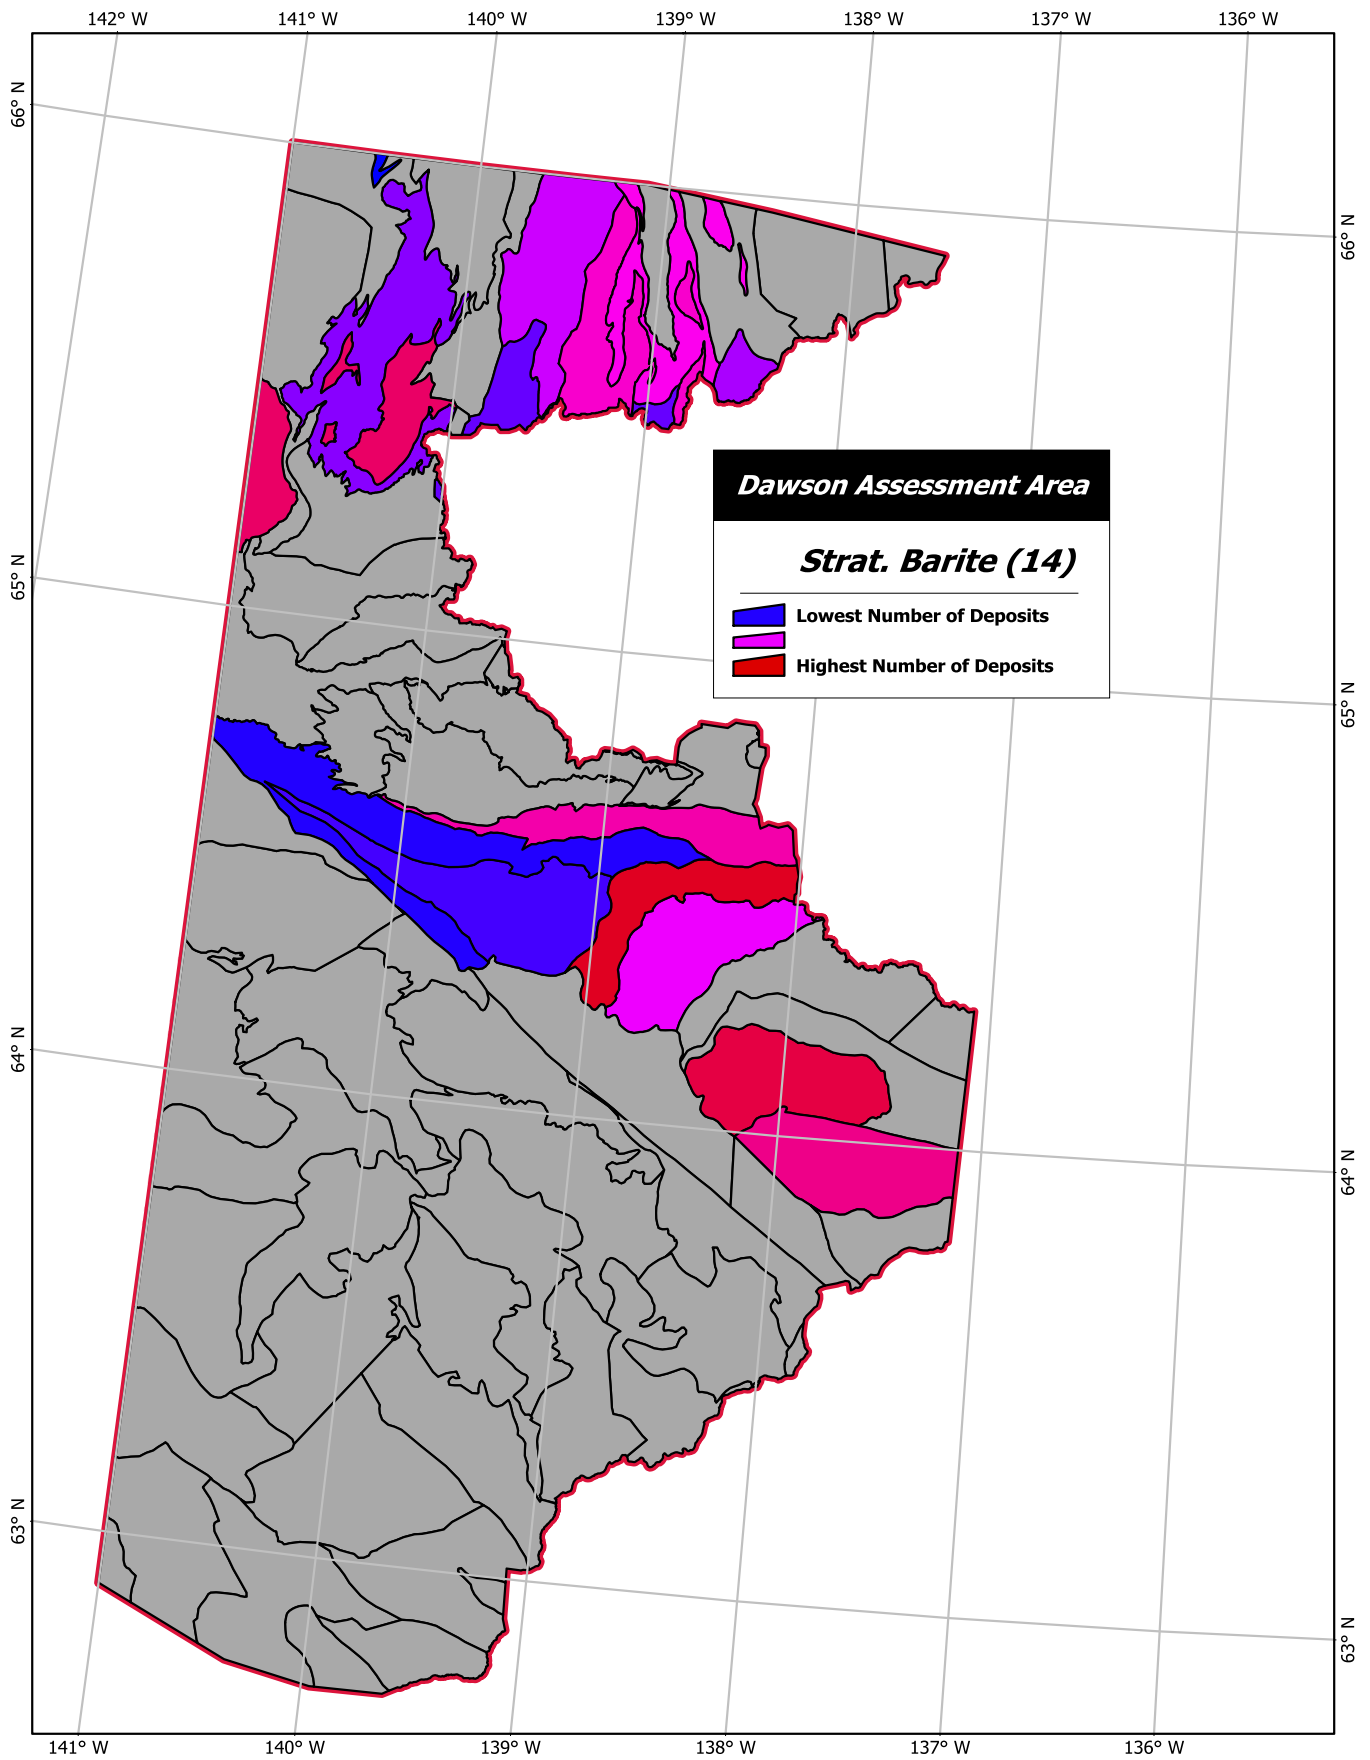 142° W 141° W 140° W 139° W 138° W 137° W 136° W
66° N
66° N
Dawson Assessment Area
Strat. Barite (14)
65° N
Lowest Number of Deposits
Highest Number of Deposits
65° N
64° N
64° N
63° N
63° N
141° W 140° W 139° W 138° W 137° W 136° W